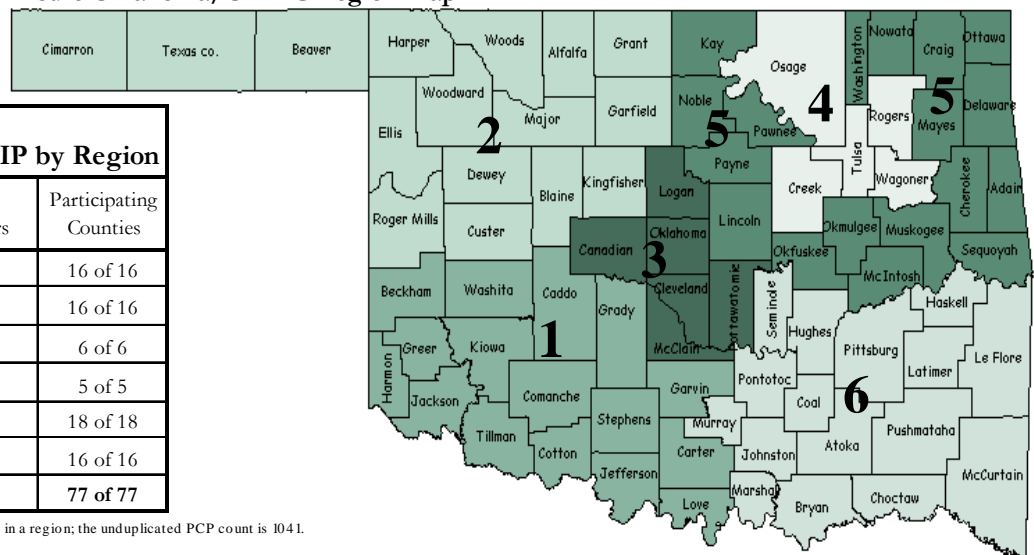 Cimarron
Texas co.
Beaver
Harper
Woods
Alfalfa
Grant
Kay
Osage
Washington
Nowata
Craig
Ottawa
Woodward
Ellis
Major
Garfield
Noble
Pawnee
Rogers
Mayes
Delaware
2
5
4
5
Dewey
Blaine
Kingfisher
Logan
Payne
Creek
Tulsa
Wagoner
Cherokee
Adair
Roger Mills
Custer
Canadian
Oklahoma
Lincoln
Okmulgee
Muskogee
Okfuskee
Sequoyah
3
Beckham
Washita
Caddo
Grady
Cleveland
Pottawatomie
Seminole
McIntosh
Haskell
Hughes
McClain
Greer
Kiowa
1
Harmon
Jackson
Comanche
Garvin
Pontotoc
Pittsburg
Latimer
Le Flore
6
Coal
Tillman
Cotton
Stephens
Murray
Carter
Johnston
Atoka
Pushmataha
McCurtain
Jefferson
Love
Marshal
Bryan
Choctaw
IP by Region
Participating
Counties
16 of 16
16 of 16
6 of 6
5 of 5
18 of 18
16 of 16
77 of 77
in a region; the unduplicated PCP count is 1041.